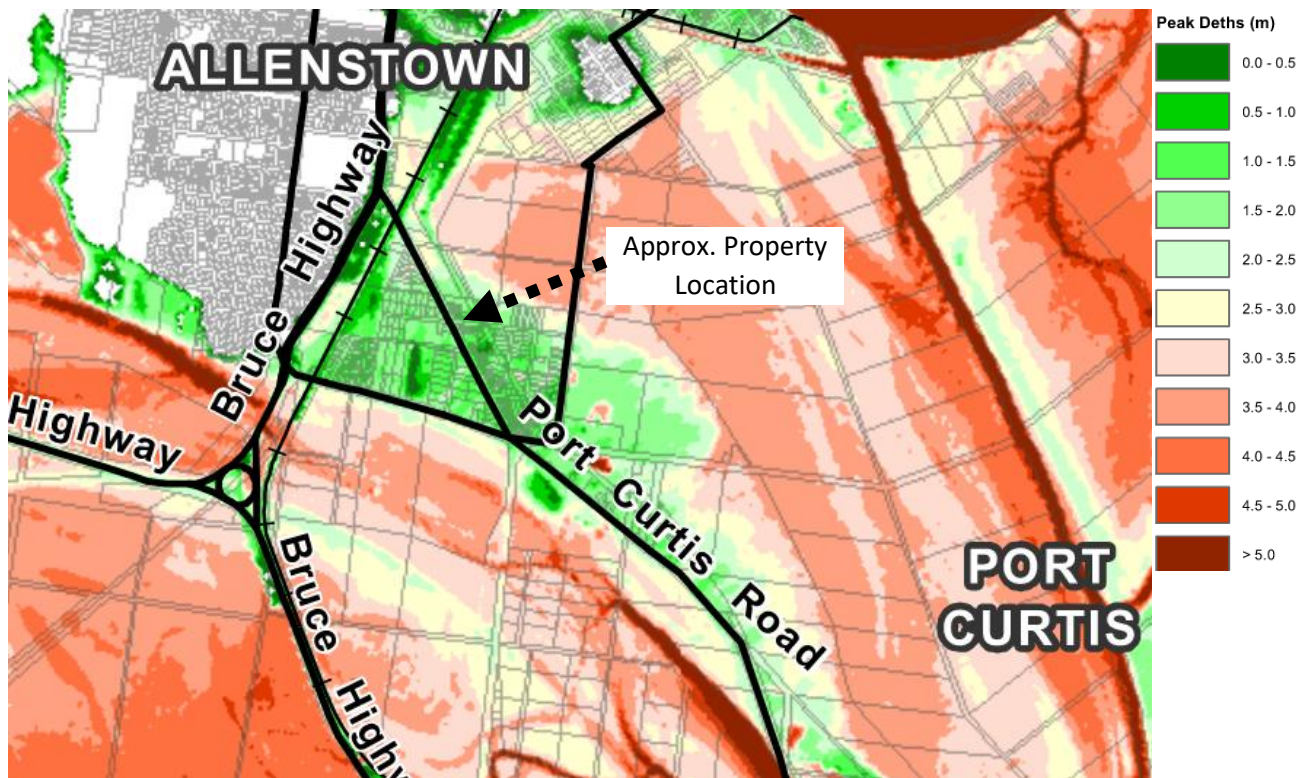 ALLENSTOWN
Bruce Highway
Approx. Property
Location
Highway
Port Curtis Road
Bruce Highw
PORT
CURTIS
Peak Deths (m)
0.0 - 0.5
0.5 - 1.0
1.0 - 1.5
1.5 - 2.0
2.0 - 2.5
2.5 - 3.0
3.0 - 3.5
3.5 - 4.0
4.0 - 4.5
4.5 - 5.0
> 5.0